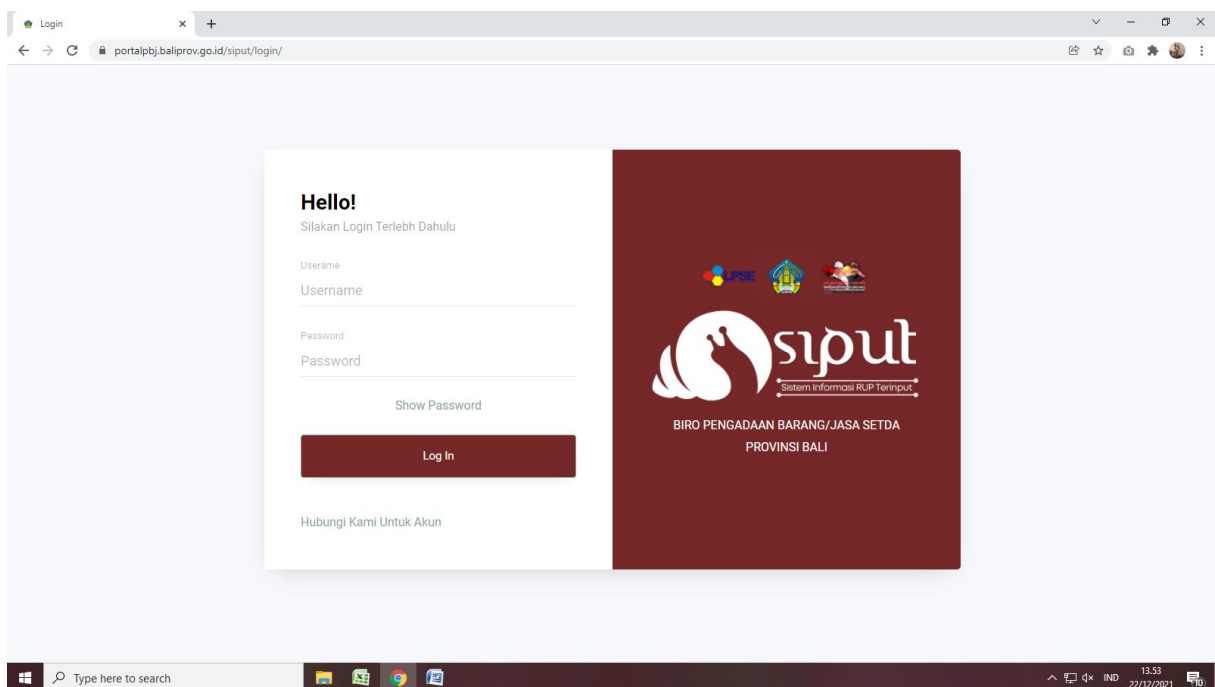 Login
portalpbj.baliprov.go.id/siput/login/
Hello!
Silakan Login Terlebh Dahulu
Userame
Username
Password
Password
Show Password
Log In
Hubungi Kami Untuk Akun
LPSE
siput
Sistem Informasi RUP Terinput
BIRO PENGADAAN BARANG/JASA SETDA
PROVINSI BALI
Type here to search
IND
13.53
22/12/2021
10